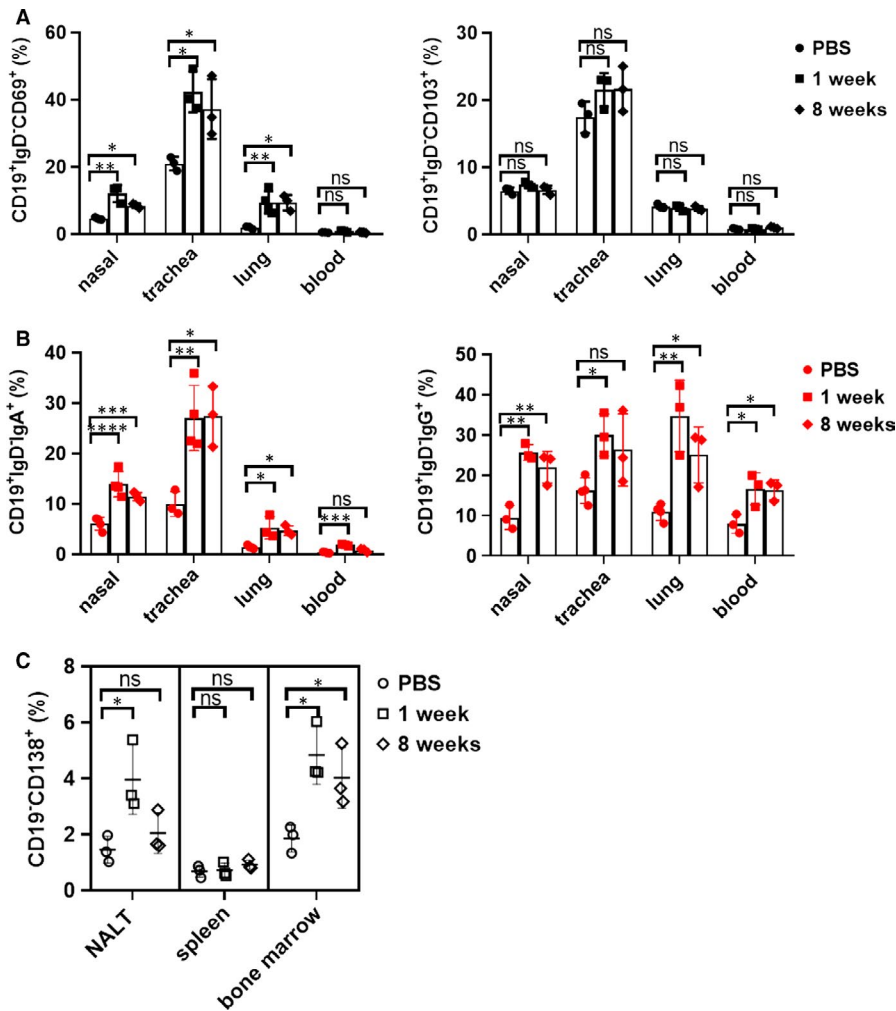 A
CD19⁺IgD⁻CD69⁺ (%)
60
40
20
0
* *
** *
* *
** *
ns ns
nasal trachea lung blood
CD19⁺IgD⁻CD103⁺ (%)
30
20
10
0
ns ns
ns ns
ns ns
ns ns
nasal trachea lung blood
PBS
1 week
8 weeks
B
CD19⁺IgD⁻IgA⁺ (%)
40
30
20
10
0
***
****
*
**
*
*
ns
***
nasal trachea lung blood
CD19⁺IgD⁻IgG⁺ (%)
50
40
30
20
10
0
**
**
ns
*
*
**
*
*
nasal trachea lung blood
PBS
1 week
8 weeks
C
CD19⁻CD138⁺ (%)
8
6
4
2
0
ns
*
ns
ns
*
*
NALT spleen bone marrow
PBS
1 week
8 weeks